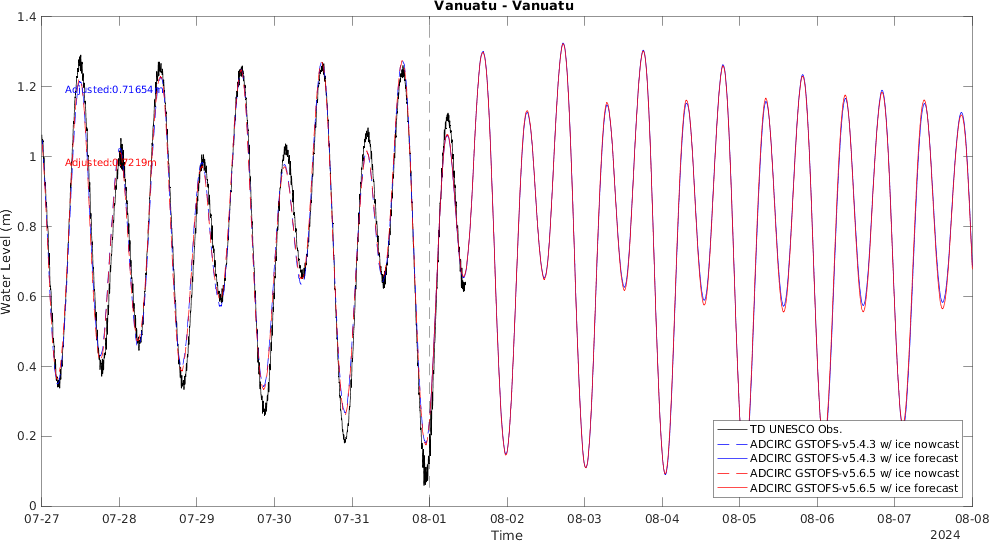 Vanuatu - Vanuatu
1.4
1.2
1
0.8
0.6
0.4
0.2
0
Water Level (m)
Adjusted:0.71654m
Adjusted:0.7219m
TD UNESCO Obs.
ADCIRC GSTOFS-v5.4.3 w/ ice nowcast
ADCIRC GSTOFS-v5.4.3 w/ ice forecast
ADCIRC GSTOFS-v5.6.5 w/ ice nowcast
ADCIRC GSTOFS-v5.6.5 w/ ice forecast
07-27 07-28 07-29 07-30 07-31 08-01 08-02 08-03 08-04 08-05 08-06 08-07 08-08
Time
2024